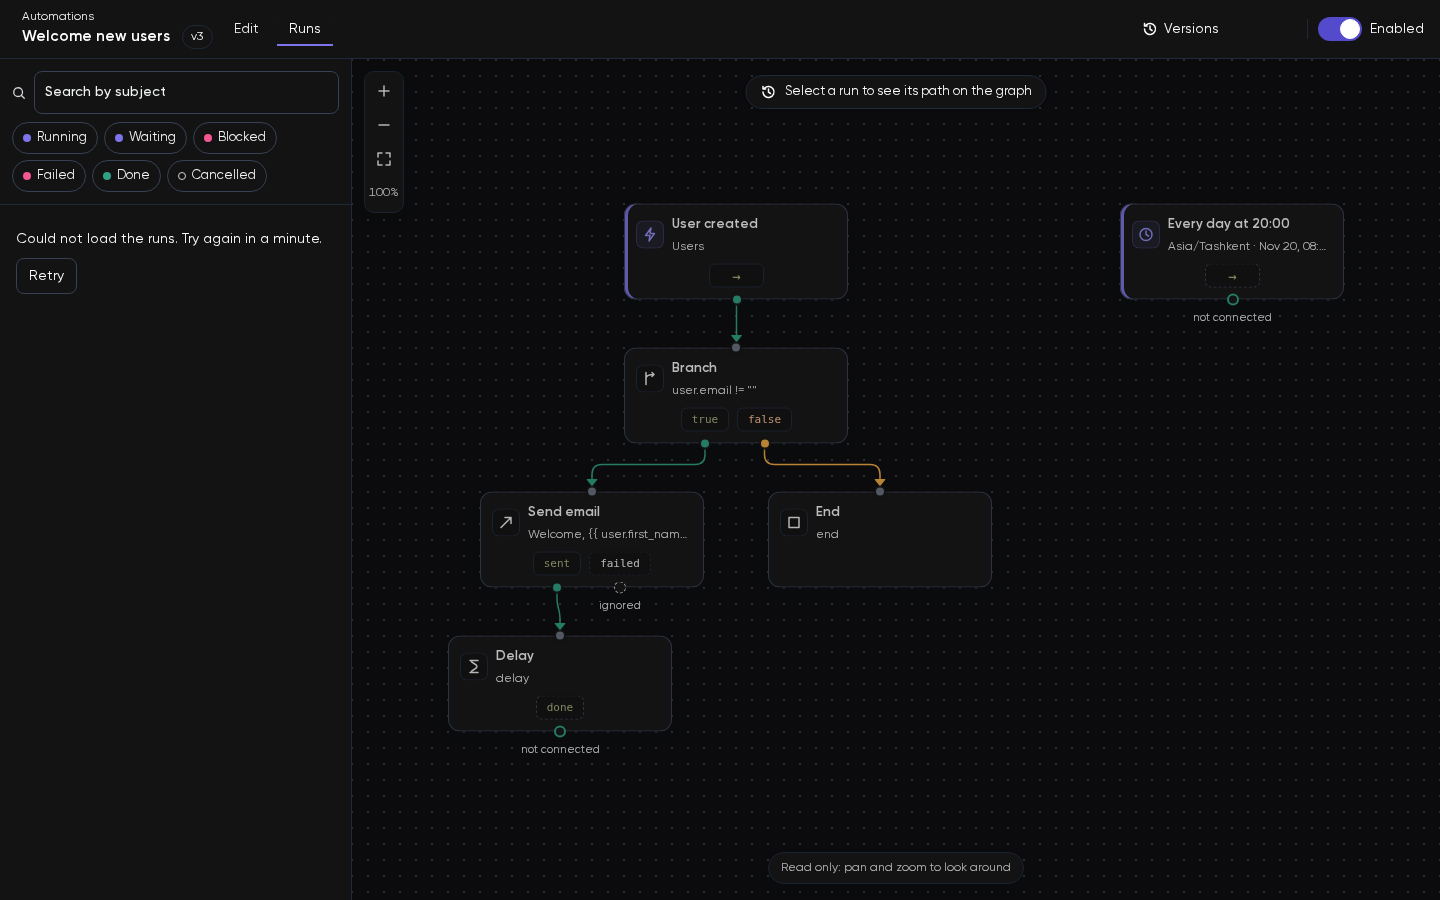 Automations
Welcome new users v3
Edit
Runs
Versions
Enabled
Search by subject
Running
Waiting
Blocked
Failed
Done
Cancelled
Could not load the runs. Try again in a minute.
Retry
100%
Select a run to see its path on the graph
User created
Users
→
Every day at 20:00
Asia/Tashkent · Nov 20, 08:...
→
not connected
Branch
user.email != ""
true
false
Send email
Welcome, {{ user.first_nam...
sent
failed
ignored
End
end
Delay
delay
done
not connected
Read only: pan and zoom to look around